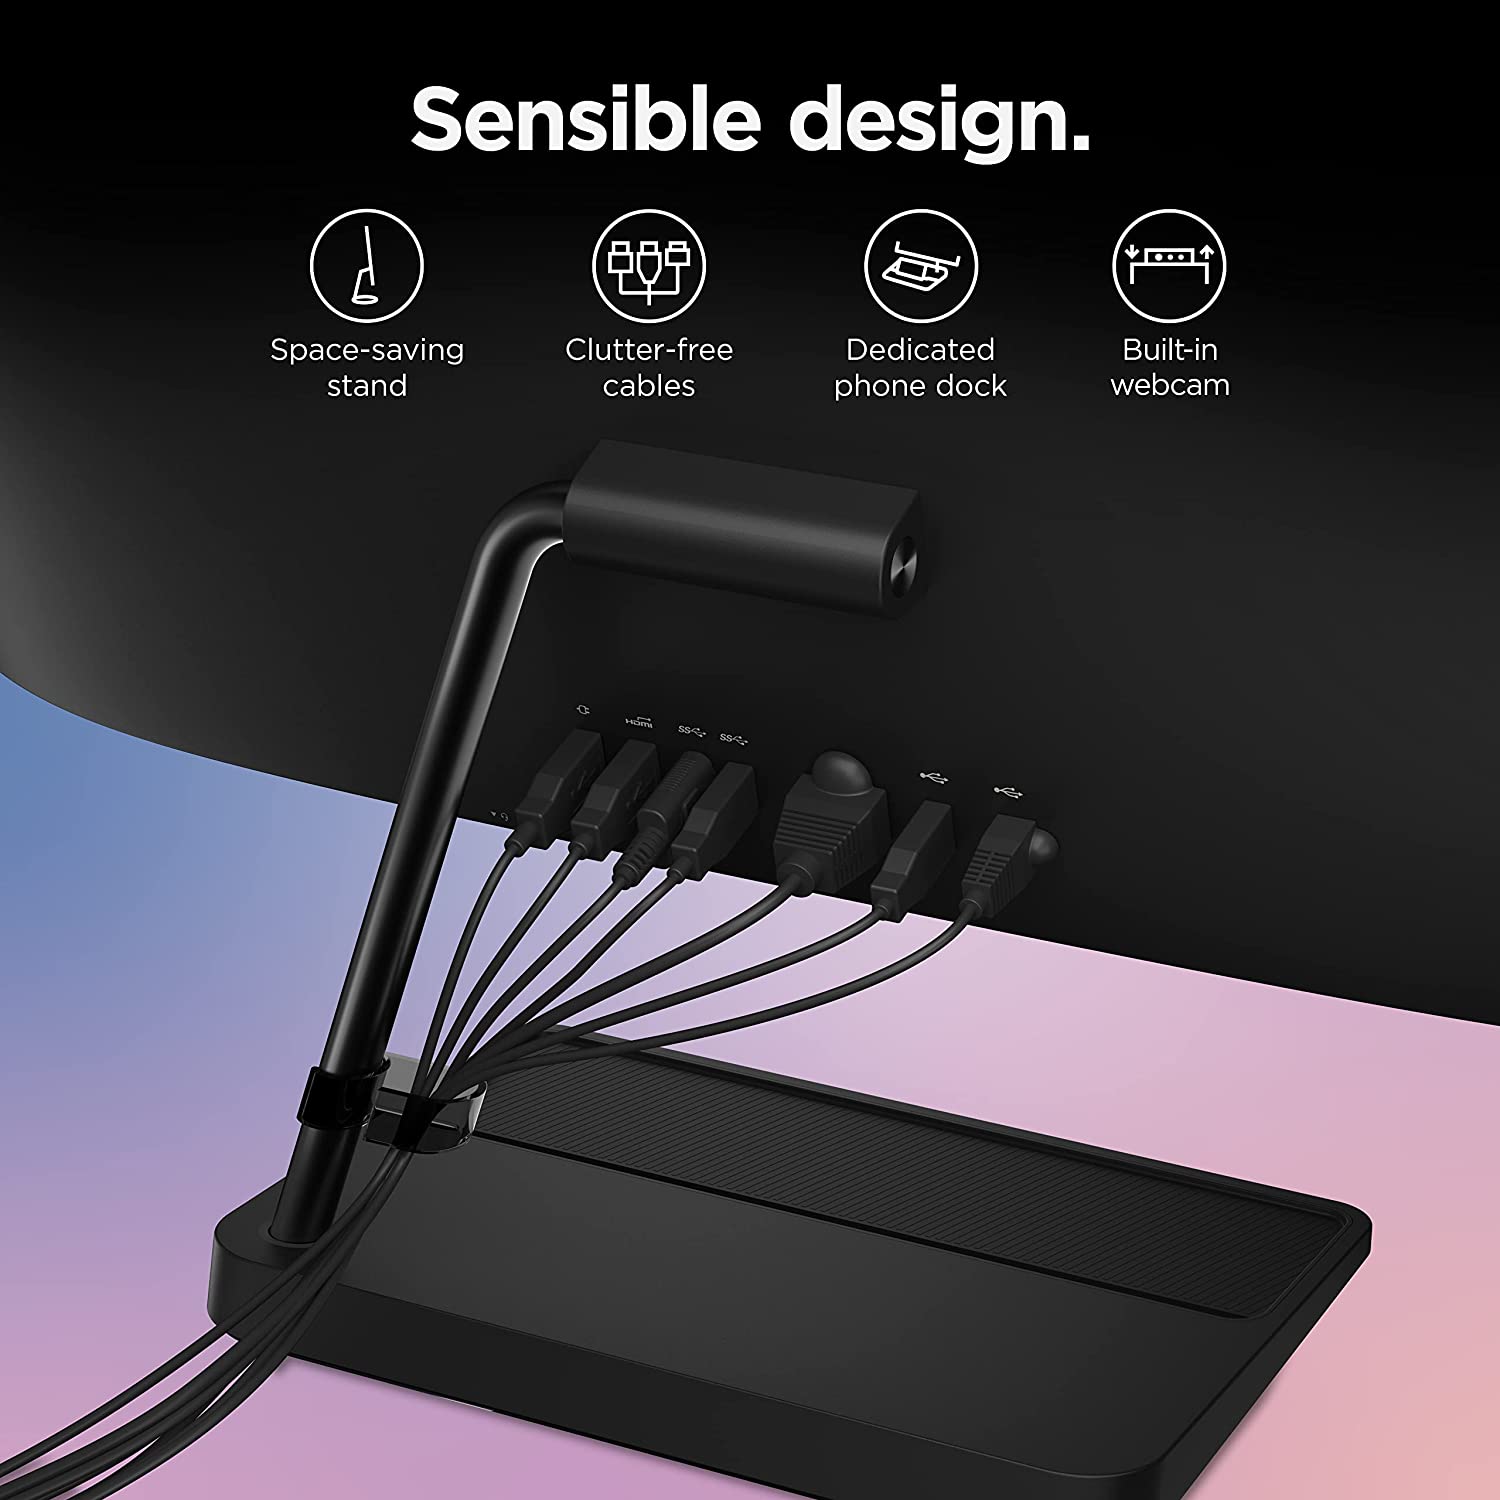 Sensible design.
Space-saving
stand
Clutter-free
cables
Dedicated
phone dock
Built-in
webcam
HDMI
SS
SS